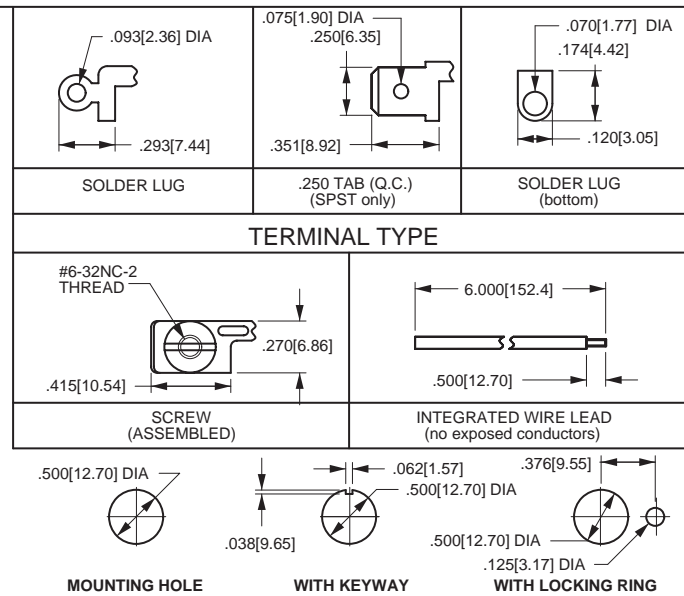 .093[2.36] DIA
.293[7.44]
SOLDER LUG
.075[1.90] DIA
.250[6.35]
.351[8.92]
.250 TAB (Q.C.)
(SPST only)
.070[1.77] DIA
.174[4.42]
.120[3.05]
SOLDER LUG
(bottom)
TERMINAL TYPE
#6-32NC-2
THREAD
.270[6.86]
.415[10.54]
SCREW
(ASSEMBLED)
6.000[152.4]
.500[12.70]
INTEGRATED WIRE LEAD
(no exposed conductors)
.500[12.70] DIA
MOUNTING HOLE
.062[1.57]
.500[12.70] DIA
.038[9.65]
WITH KEYWAY
.376[9.55]
.500[12.70] DIA
.125[3.17] DIA
WITH LOCKING RING